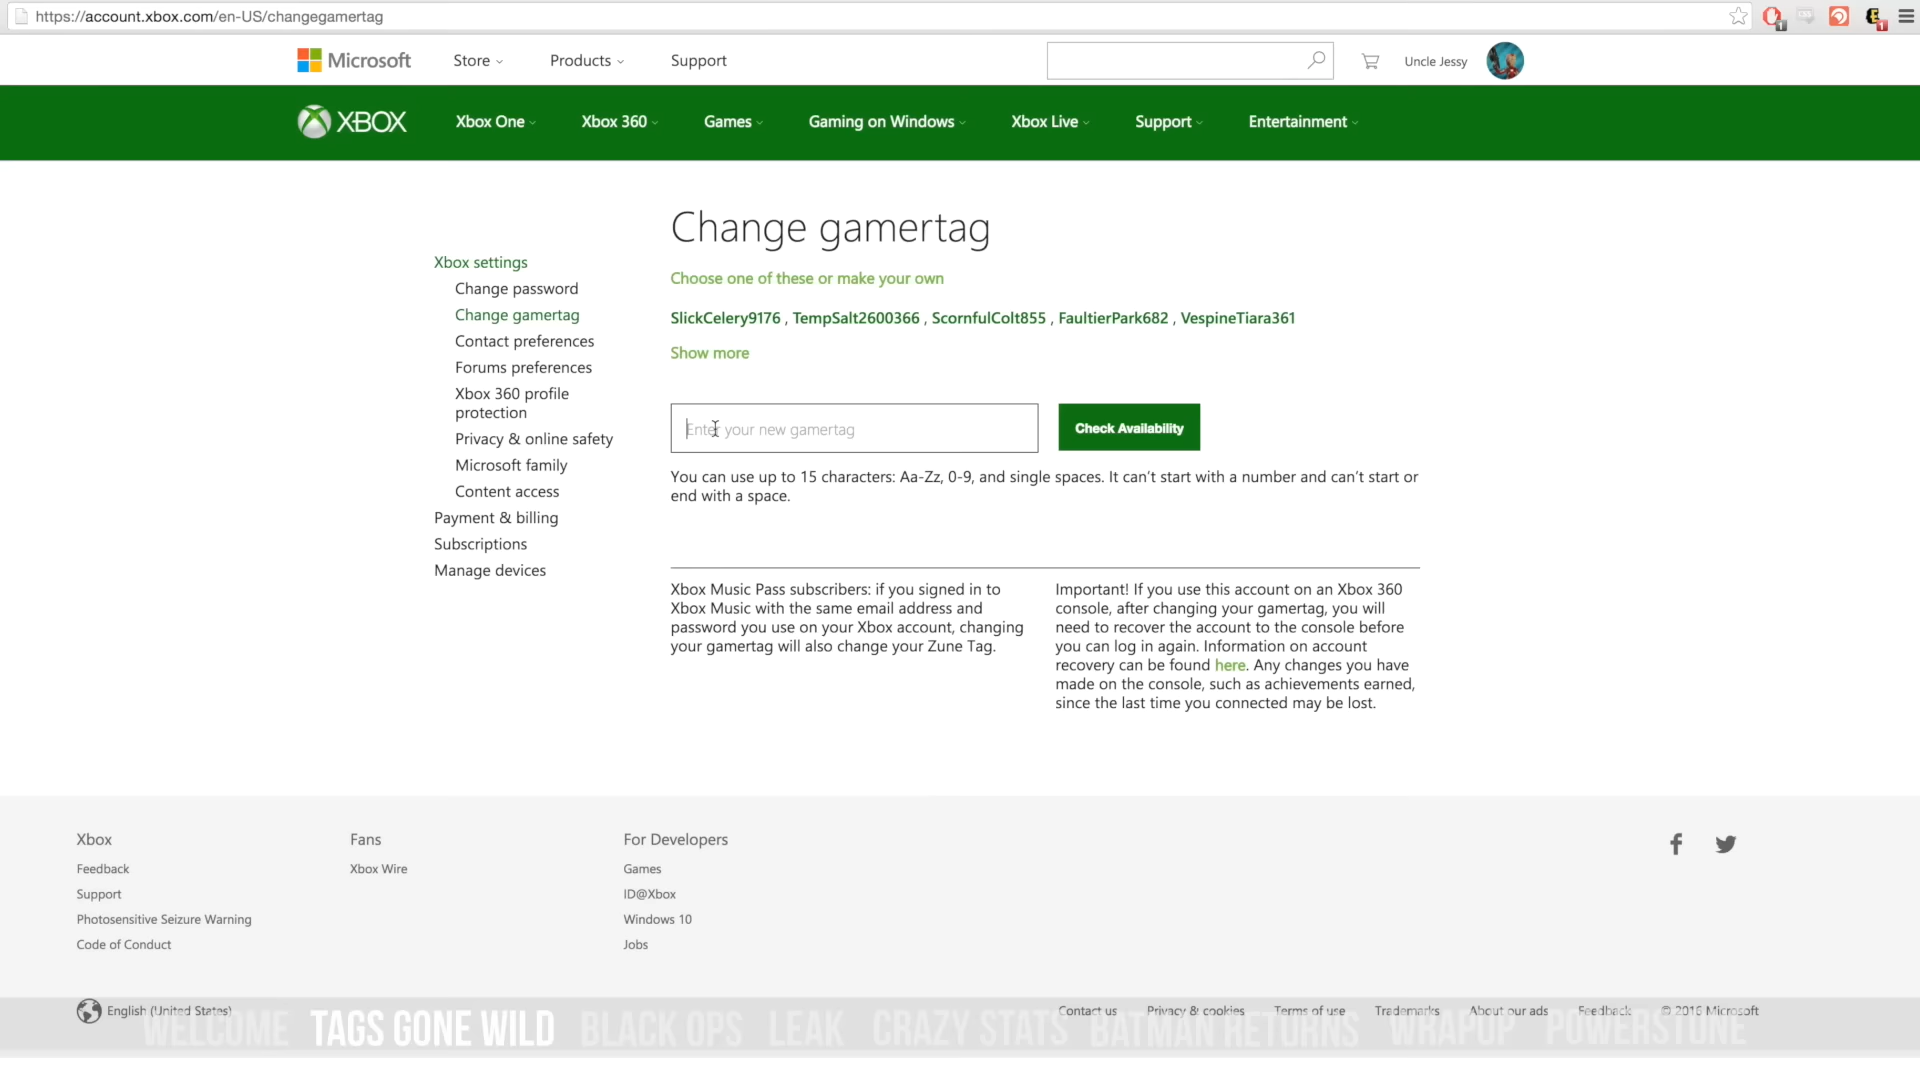 https://account.xbox.com/en-US/changegamertag
Microsoft
Store
Products
Support
Uncle Jessy
XBOX
Xbox One
Xbox 360
Games
Gaming on Windows
Xbox Live
Support
Entertainment
Change gamertag
Xbox settings
Change password
Change gamertag
Contact preferences
Forums preferences
Xbox 360 profile
protection
Privacy & online safety
Microsoft family
Content access
Payment & billing
Subscriptions
Manage devices
Choose one of these or make your own
SlickCelery9176 , TempSalt2600366 , ScornfulColt855 , FaultierPark682 , VespineTiara361
Show more
Enter your new gamertag
Check Availability
You can use up to 15 characters: Aa-Zz, 0-9, and single spaces. It can't start with a number and can't start or
end with a space.
Xbox Music Pass subscribers: if you signed in to
Xbox Music with the same email address and
password you use on your Xbox account, changing
your gamertag will also change your Zune Tag.
Important! If you use this account on an Xbox 360
console, after changing your gamertag, you will
need to recover the account to the console before
you can log in again. Information on account
recovery can be found here. Any changes you have
made on the console, such as achievements earned,
since the last time you connected may be lost.
Xbox
Feedback
Support
Photosensitive Seizure Warning
Code of Conduct
Fans
Xbox Wire
For Developers
Games
ID@Xbox
Windows 10
Jobs
English (United States)
Contact us
Privacy & cookies
Terms of use
Trademarks
About our ads
Feedback
© 2016 Microsoft
WELCOME
TAGS GONE WILD
BLACK OPS
LEAK
CRAZY STATS
BATMAN RETURNS
WRAPUP
POWERSTONE